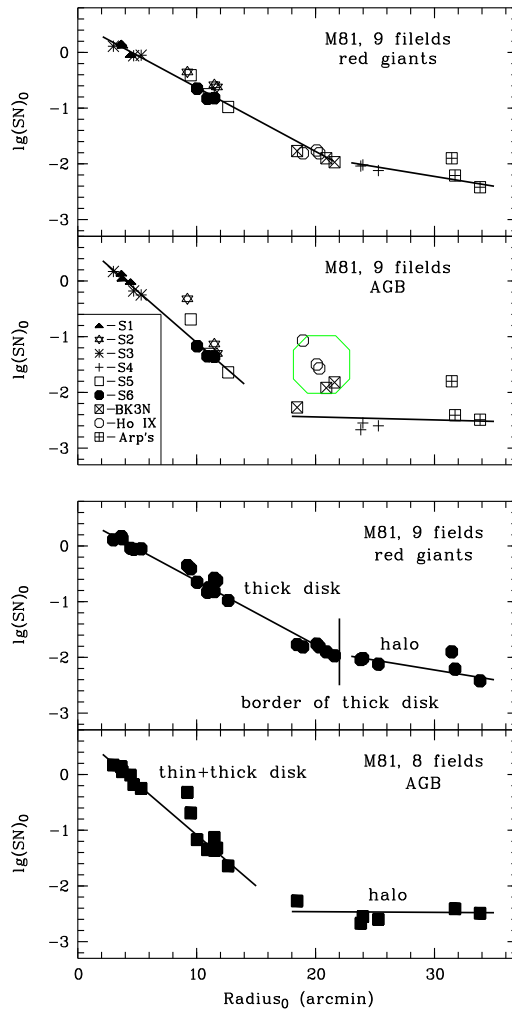 M81, 9 filelds
red giants
0
−1
−2
−3
lg(SN)0
M81, 9 filelds
AGB
0
−1
−2
−3
lg(SN)0
S1
S2
S3
S4
S5
S6
BK3N
Ho IX
Arp's
M81, 9 fields
red giants
0
−1
−2
−3
lg(SN)0
thick disk
halo
border of thick disk
M81, 8 fields
AGB
thin+thick disk
0
−1
−2
−3
lg(SN)0
halo
0 10 20 30
Radius0 (arcmin)